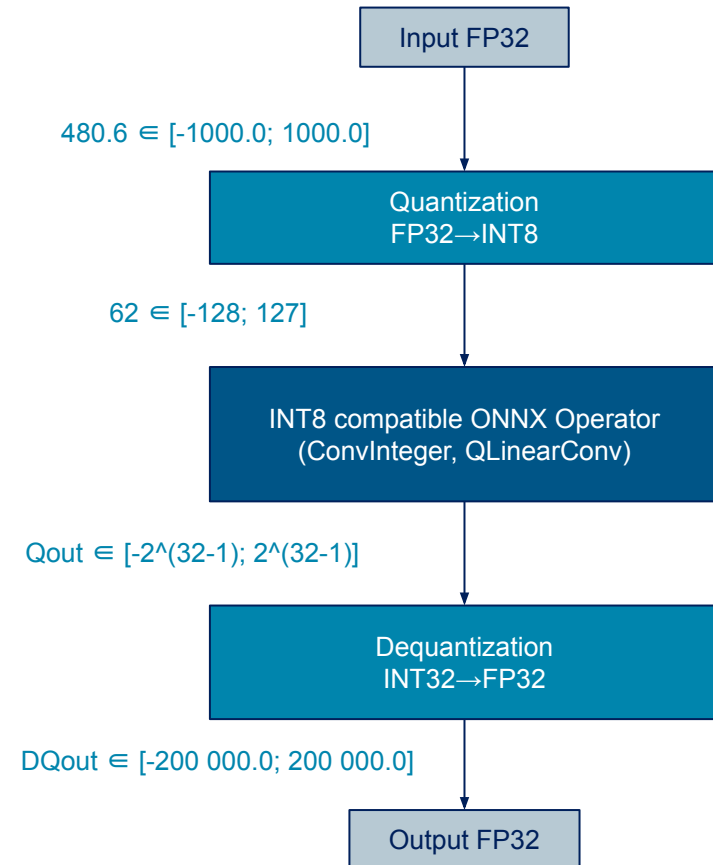 Input FP32
480.6 ∈ [-1000.0; 1000.0]
Quantization
FP32→INT8
62 ∈ [-128; 127]
INT8 compatible ONNX Operator
(ConvInteger, QLinearConv)
Qout ∈ [-2^(32-1); 2^(32-1)]
Dequantization
INT32→FP32
DQout ∈ [-200 000.0; 200 000.0]
Output FP32